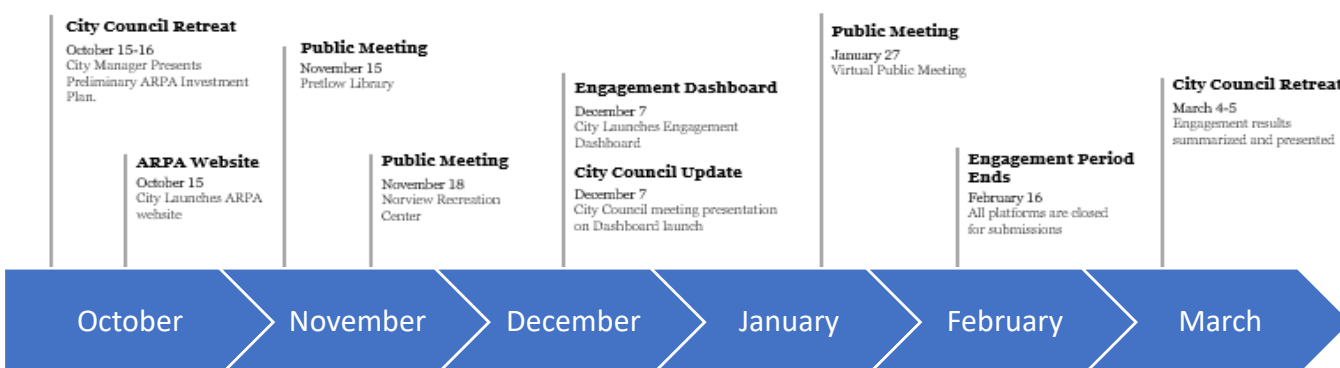 City Council Retreat
October 15-16
City Manager Presents
Preliminary ARPA Investment
Plan.
ARPA Website
October 15
City Launches ARPA
website
Public Meeting
November 15
Pretlow Library
Public Meeting
November 18
Norview Recreation
Center
Engagement Dashboard
December 7
City Launches Engagement
Dashboard
City Council Update
December 7
City Council meeting presentation
on Dashboard launch
Public Meeting
January 27
Virtual Public Meeting
Engagement Period
Ends
February 16
All platforms are closed
for submissions
City Council Retreat
March 4-5
Engagement results
summarized and presented
October
November
December
January
February
March